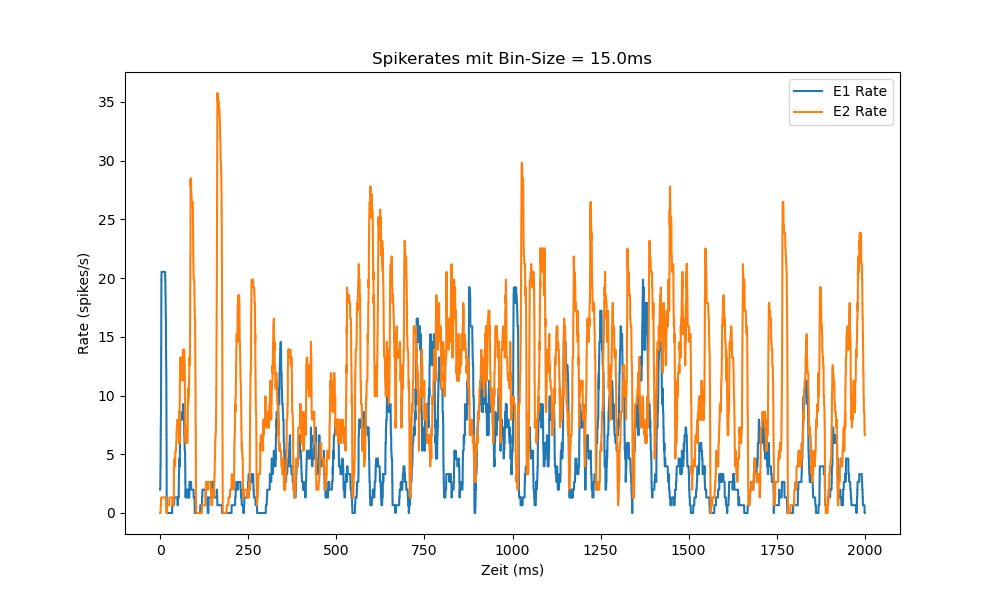 Spikerates mit Bin-Size = 15.0ms
E1 Rate
E2 Rate
Rate (spikes/s)
35
30
25
20
15
10
5
0
0 250 500 750 1000 1250 1500 1750 2000
Zeit (ms)